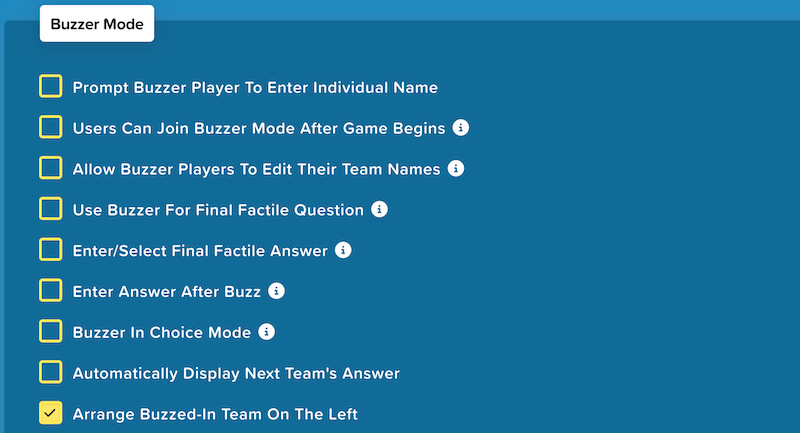 Buzzer Mode
Prompt Buzzer Player To Enter Individual Name
Users Can Join Buzzer Mode After Game Begins
Allow Buzzer Players To Edit Their Team Names
Use Buzzer For Final Factile Question
Enter/Select Final Factile Answer
Enter Answer After Buzz
Buzzer In Choice Mode
Automatically Display Next Team's Answer
Arrange Buzzed-In Team On The Left